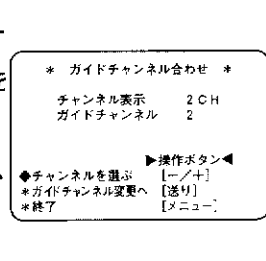 を
* ガイドチャンネル合わせ *
チャンネル表示 2CH
ガイドチャンネル 2
▶操作ボタン◀
◆チャンネルを選ぶ [ー/+]
*ガイドチャンネル変更へ [送り]
*終了 [メニュー]